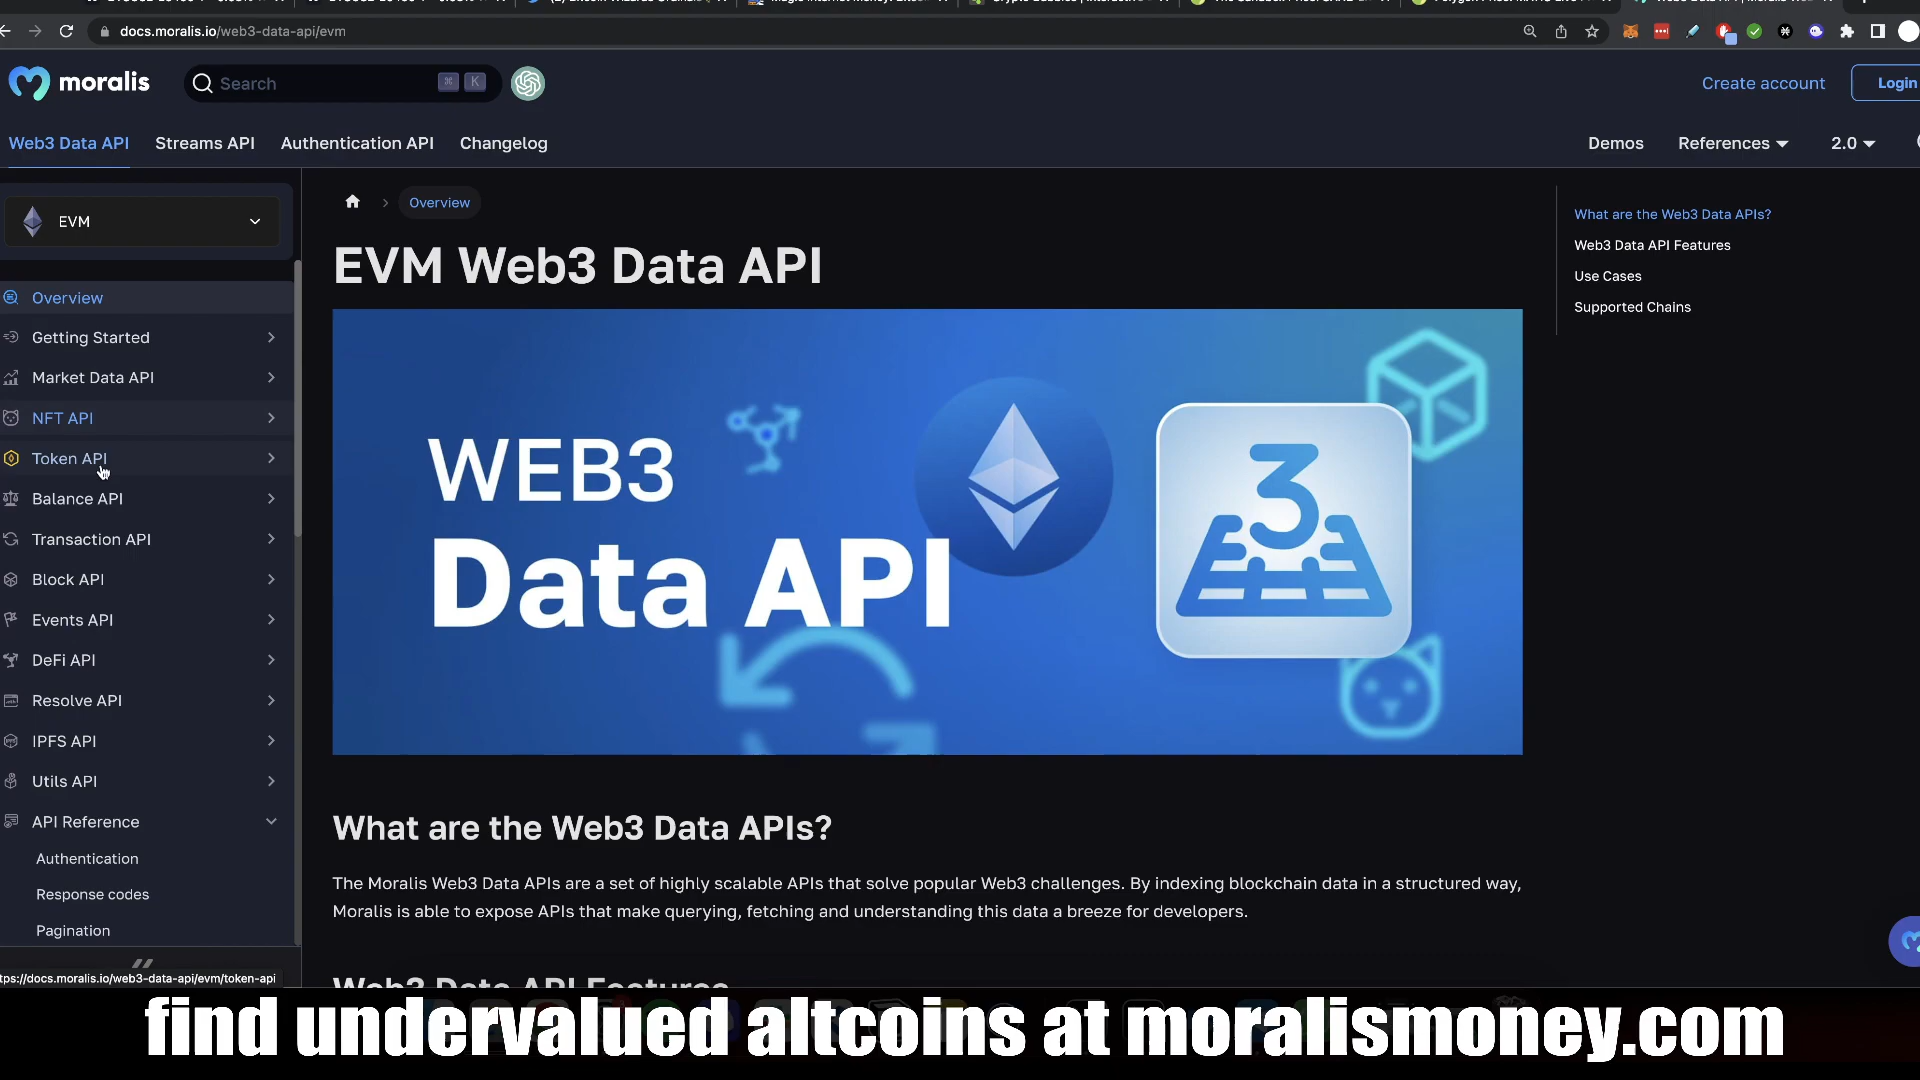 docs.moralis.io/web3-data-api/evm
moralis
Search
⌘ K
Create account
Login
Web3 Data API
Streams API
Authentication API
Changelog
Demos
References
2.0
EVM
Overview
Getting Started
Market Data API
NFT API
Token API
Balance API
Transaction API
Block API
Events API
DeFi API
Resolve API
IPFS API
Utils API
API Reference
Authentication
Response codes
Pagination
Overview
EVM Web3 Data API
WEB3
Data API
3
What are the Web3 Data APIs?
The Moralis Web3 Data APIs are a set of highly scalable APIs that solve popular Web3 challenges. By indexing blockchain data in a structured way,
Moralis is able to expose APIs that make querying, fetching and understanding this data a breeze for developers.
Web3 Data API Features
What are the Web3 Data APIs?
Web3 Data API Features
Use Cases
Supported Chains
tps://docs.moralis.io/web3-data-api/evm/token-api
find undervalued altcoins at moralismoney.com